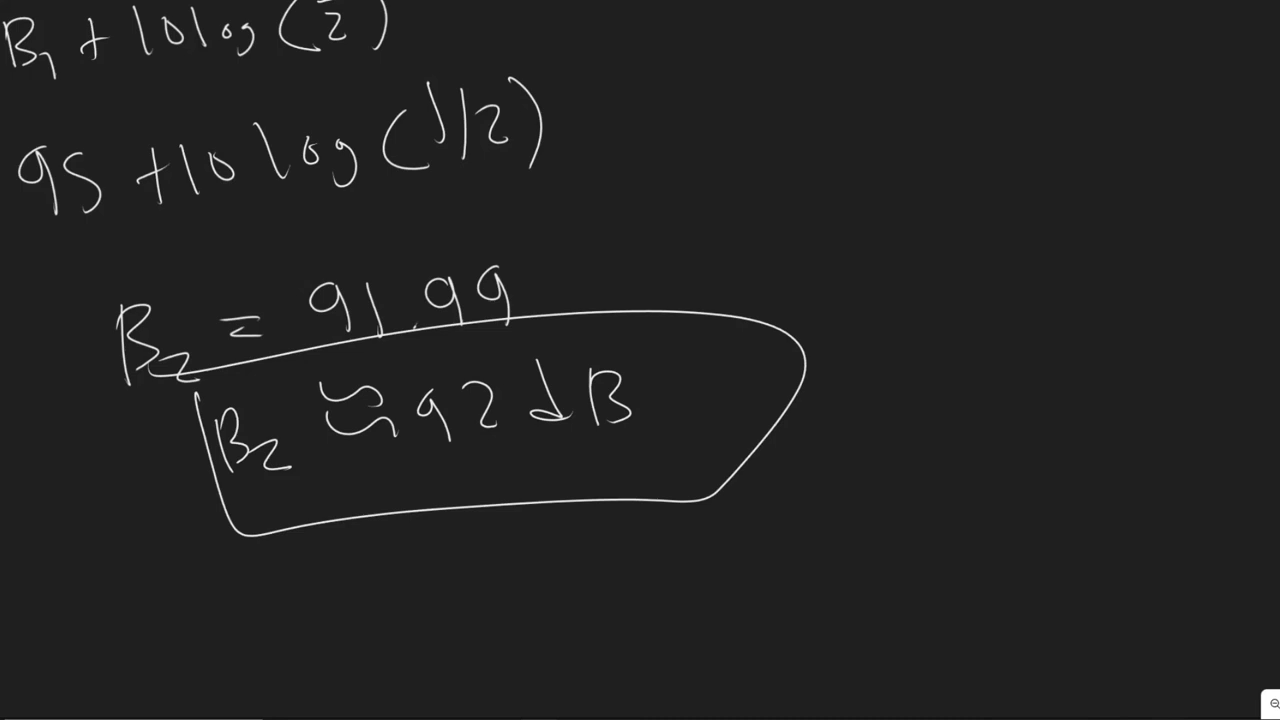 B₁ + 10 log (2)
95 + 10 log (1/2)
B₂ = 91.99
B₂ ≈ 92 dB